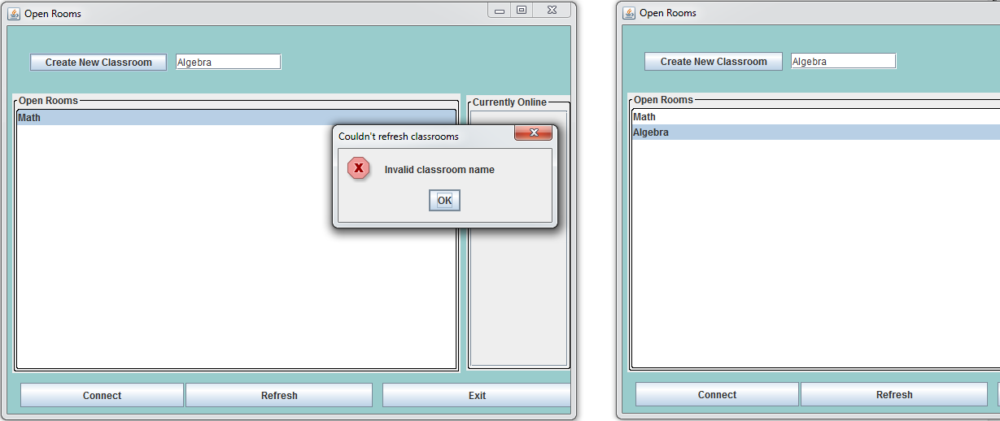 Open Rooms
Create New Classroom
Algebra
Open Rooms
Math
Currently Online
Couldn't refresh classrooms
Invalid classroom name
OK
Connect
Refresh
Exit
Open Rooms
Create New Classroom
Algebra
Open Rooms
Math
Algebra
Connect
Refresh